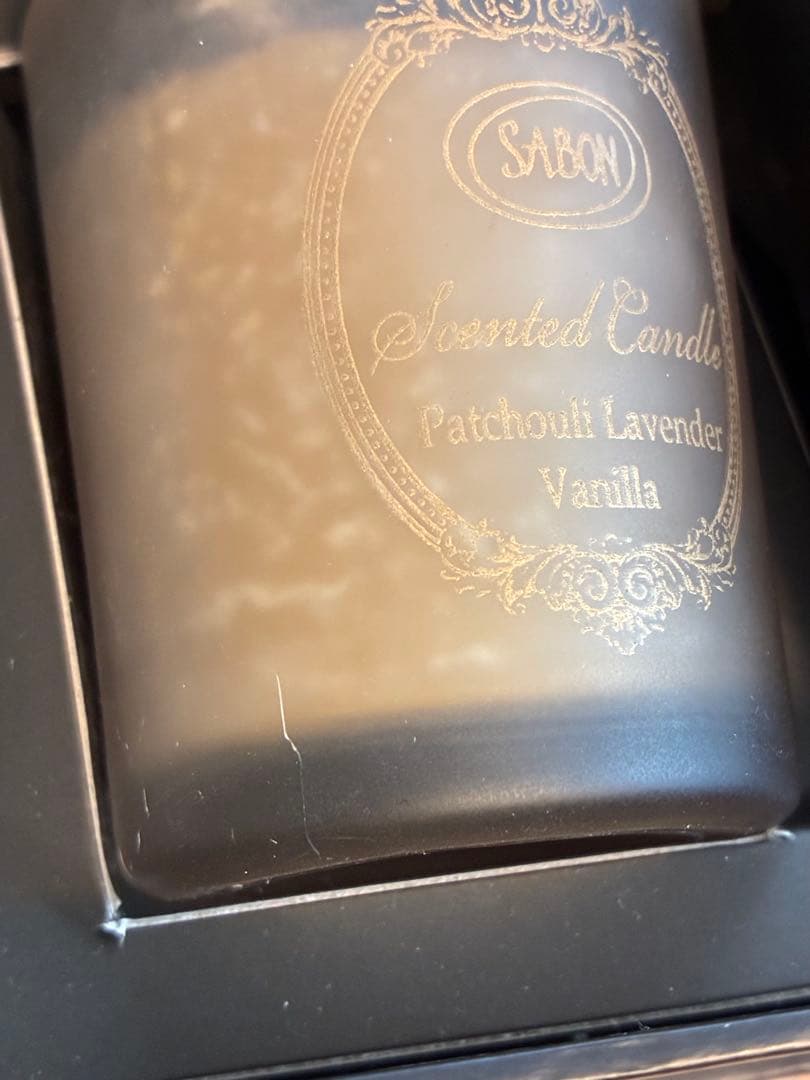 SABON
Scented Candle
Patchouli Lavender
Vanilla